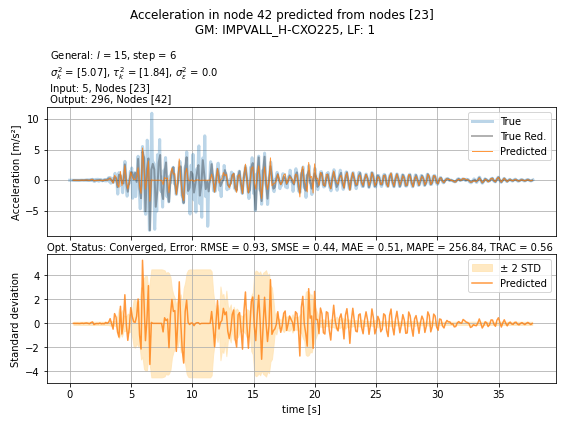 Acceleration in node 42 predicted from nodes [23]
GM: IMPVALL_H-CXO225, LF: 1
General: l = 15, step = 6
σ²ₖ = [5.07], τ²ₖ = [1.84], σ²ε = 0.0
Input: 5, Nodes [23]
Output: 296, Nodes [42]
Acceleration [m/s²]
10
5
0
−5
True
True Red.
Predicted
Opt. Status: Converged, Error: RMSE = 0.93, SMSE = 0.44, MAE = 0.51, MAPE = 256.84, TRAC = 0.56
Standard deviation
4
2
0
−2
−4
± 2 STD
Predicted
0 5 10 15 20 25 30 35
time [s]